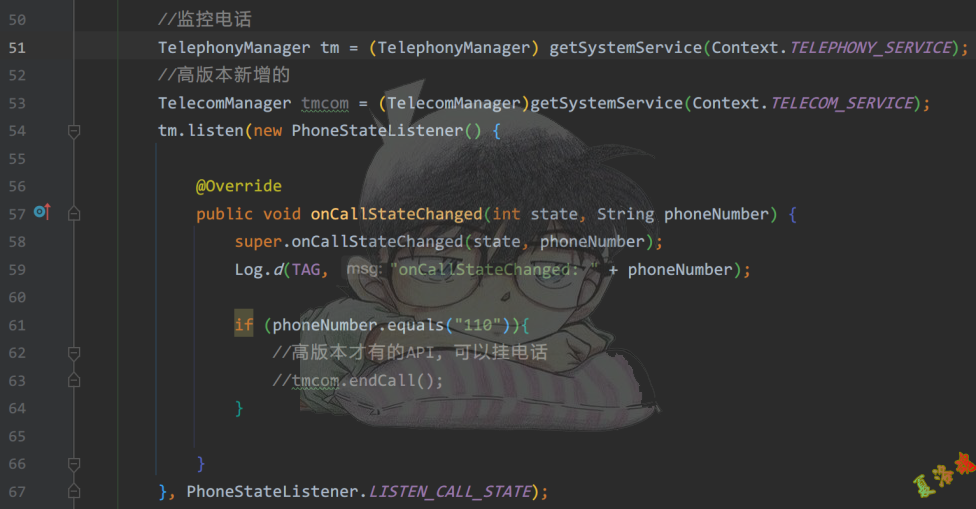 50 //监控电话
51 TelephonyManager tm = (TelephonyManager) getSystemService(Context.TELEPHONY_SERVICE);
52 //高版本新增的
53 TelecomManager tmcom = (TelecomManager)getSystemService(Context.TELECOM_SERVICE);
54 tm.listen(new PhoneStateListener() {
55
56 @Override
57 public void onCallStateChanged(int state, String phoneNumber) {
58 super.onCallStateChanged(state, phoneNumber);
59 Log.d(TAG, msg: "onCallStateChanged: " + phoneNumber);
60
61 if (phoneNumber.equals("110")){
62 //高版本才有的API, 可以挂电话
63 //tmcom.endCall();
64 }
65
66 }
67 }, PhoneStateListener.LISTEN_CALL_STATE);